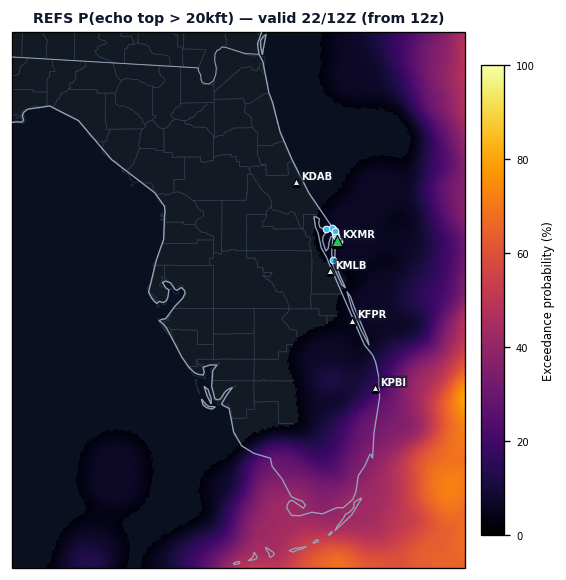 REFS P(echo top > 20kft) — valid 22/12Z (from 12z)
KDAB
KXMR
KMLB
KFPR
KPBI
100
80
60
40
20
0
Exceedance probability (%)